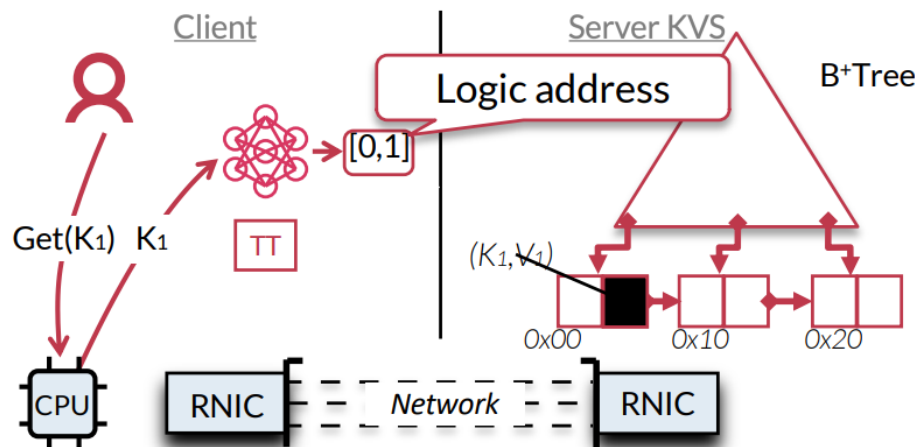 Client
Server KVS
B⁺Tree
Logic address
[0,1]
Get(K₁)
K₁
TT
(K₁,V₁)
0x00
0x10
0x20
CPU
RNIC
Network
RNIC